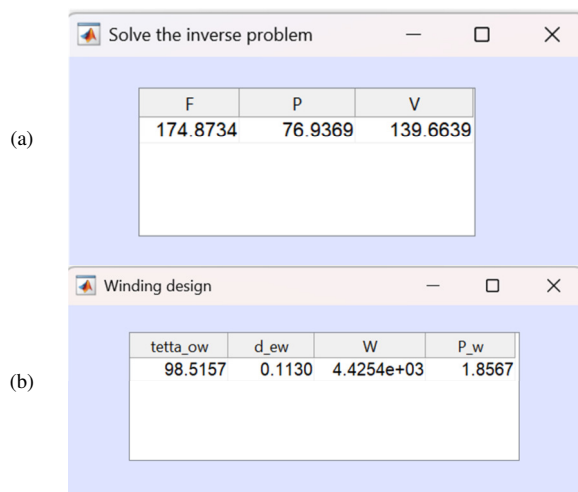 Solve the inverse problem
F P V
(a)
174.8734 76.9369 139.6639
Winding design
tetta_ow d_ew W P_w
(b)
98.5157 0.1130 4.4254e+03 1.8567